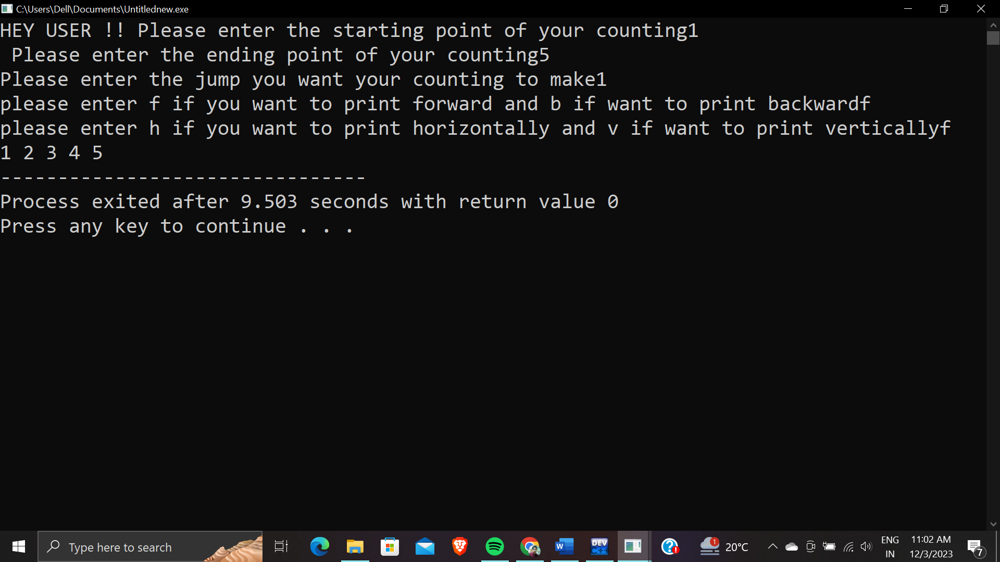 C:\Users\Dell\Documents\Untitlednew.exe
HEY USER !! Please enter the starting point of your counting1
 Please enter the ending point of your counting5
Please enter the jump you want your counting to make1
please enter f if you want to print forward and b if want to print backwardf
please enter h if you want to print horizontally and v if want to print verticallyf
1 2 3 4 5
--------------------------------
Process exited after 9.503 seconds with return value 0
Press any key to continue . . .
Type here to search
W
DEV
C++
1
20°C
ENG
IN
11:02 AM
12/3/2023
7